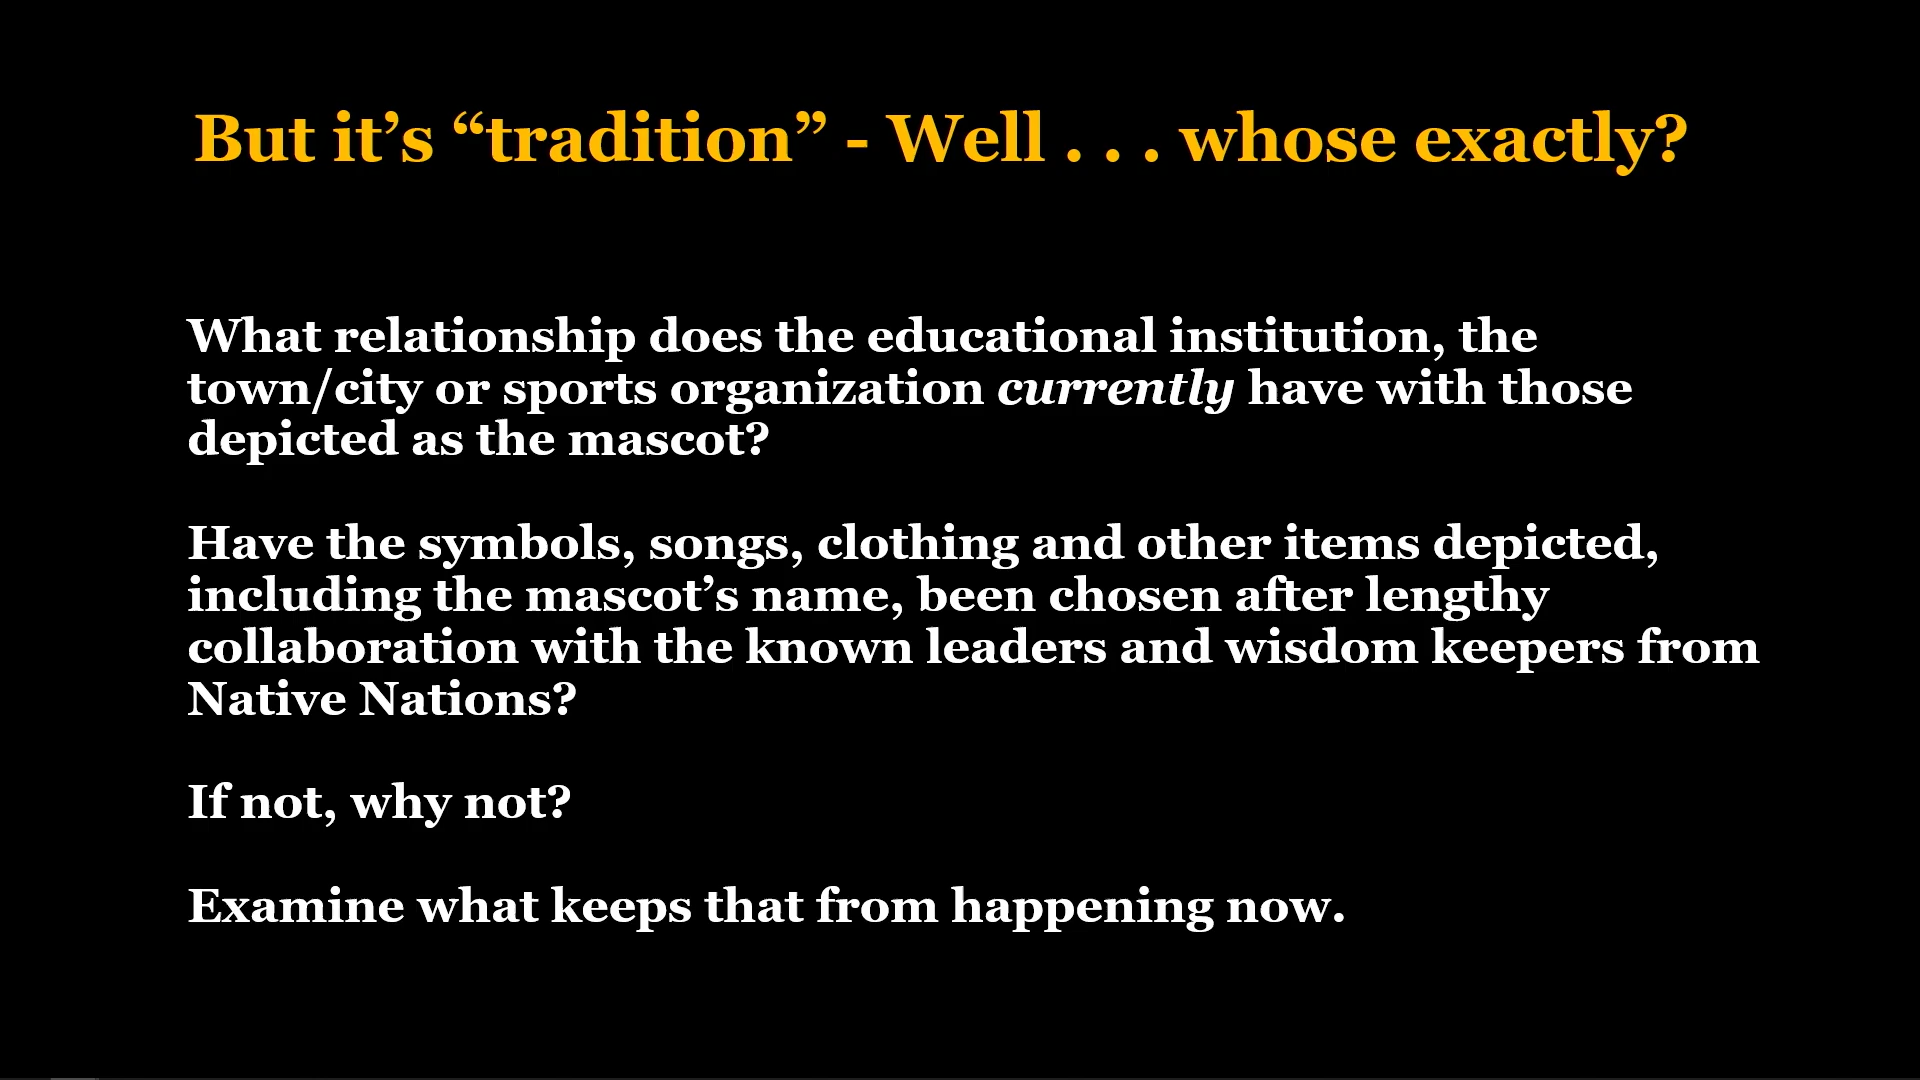 But it’s “tradition” - Well . . . whose exactly?
What relationship does the educational institution, the
town/city or sports organization currently have with those
depicted as the mascot?
Have the symbols, songs, clothing and other items depicted,
including the mascot’s name, been chosen after lengthy
collaboration with the known leaders and wisdom keepers from
Native Nations?
If not, why not?
Examine what keeps that from happening now.